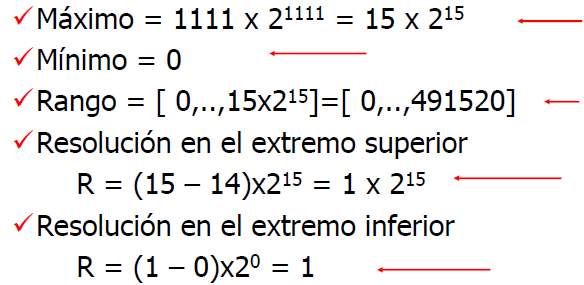 ✓Máximo = 1111 x 2¹¹¹¹ = 15 x 2¹⁵
✓Mínimo = 0
✓Rango = [ 0,..,15x2¹⁵]=[ 0,..,491520]
✓Resolución en el extremo superior
R = (15 – 14)x2¹⁵ = 1 x 2¹⁵
✓Resolución en el extremo inferior
R = (1 – 0)x2⁰ = 1